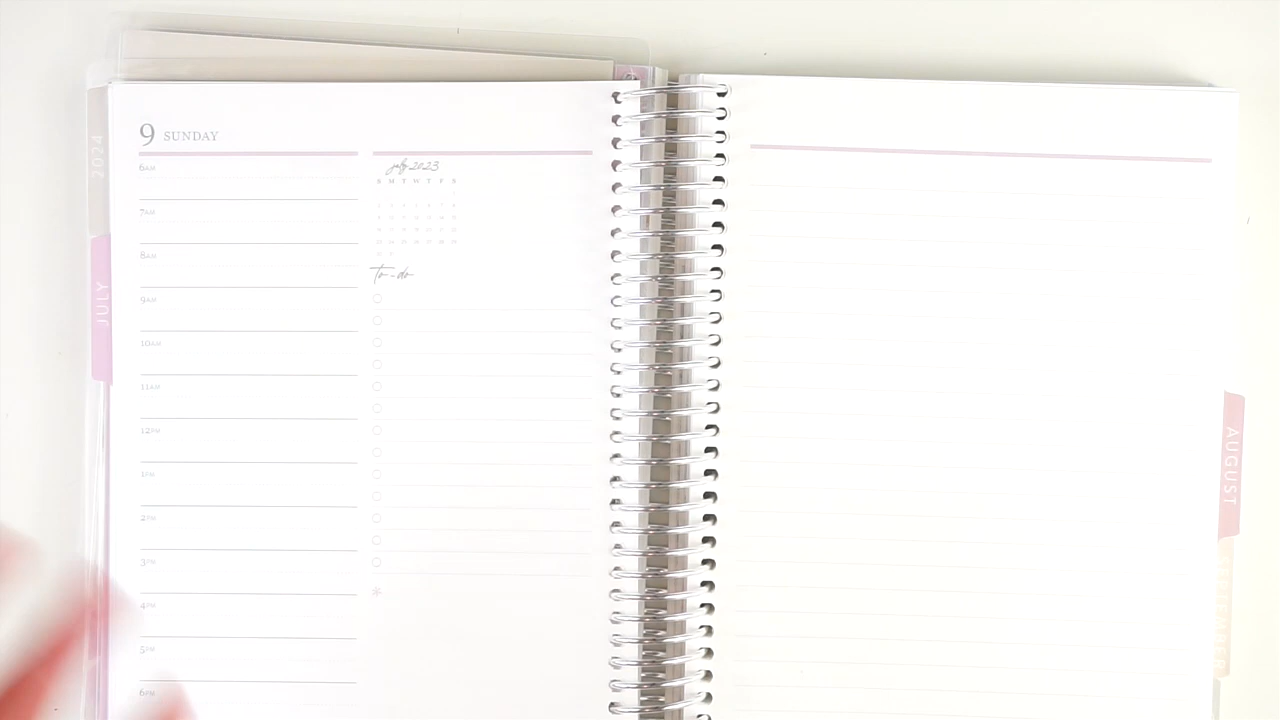 9 SUNDAY
6AM
7AM
8AM
9AM
10AM
11AM
12PM
1PM
2PM
3PM
4PM
5PM
6PM
july 2023
S M T W T F S
to-do
2024
JULY
AUGUST